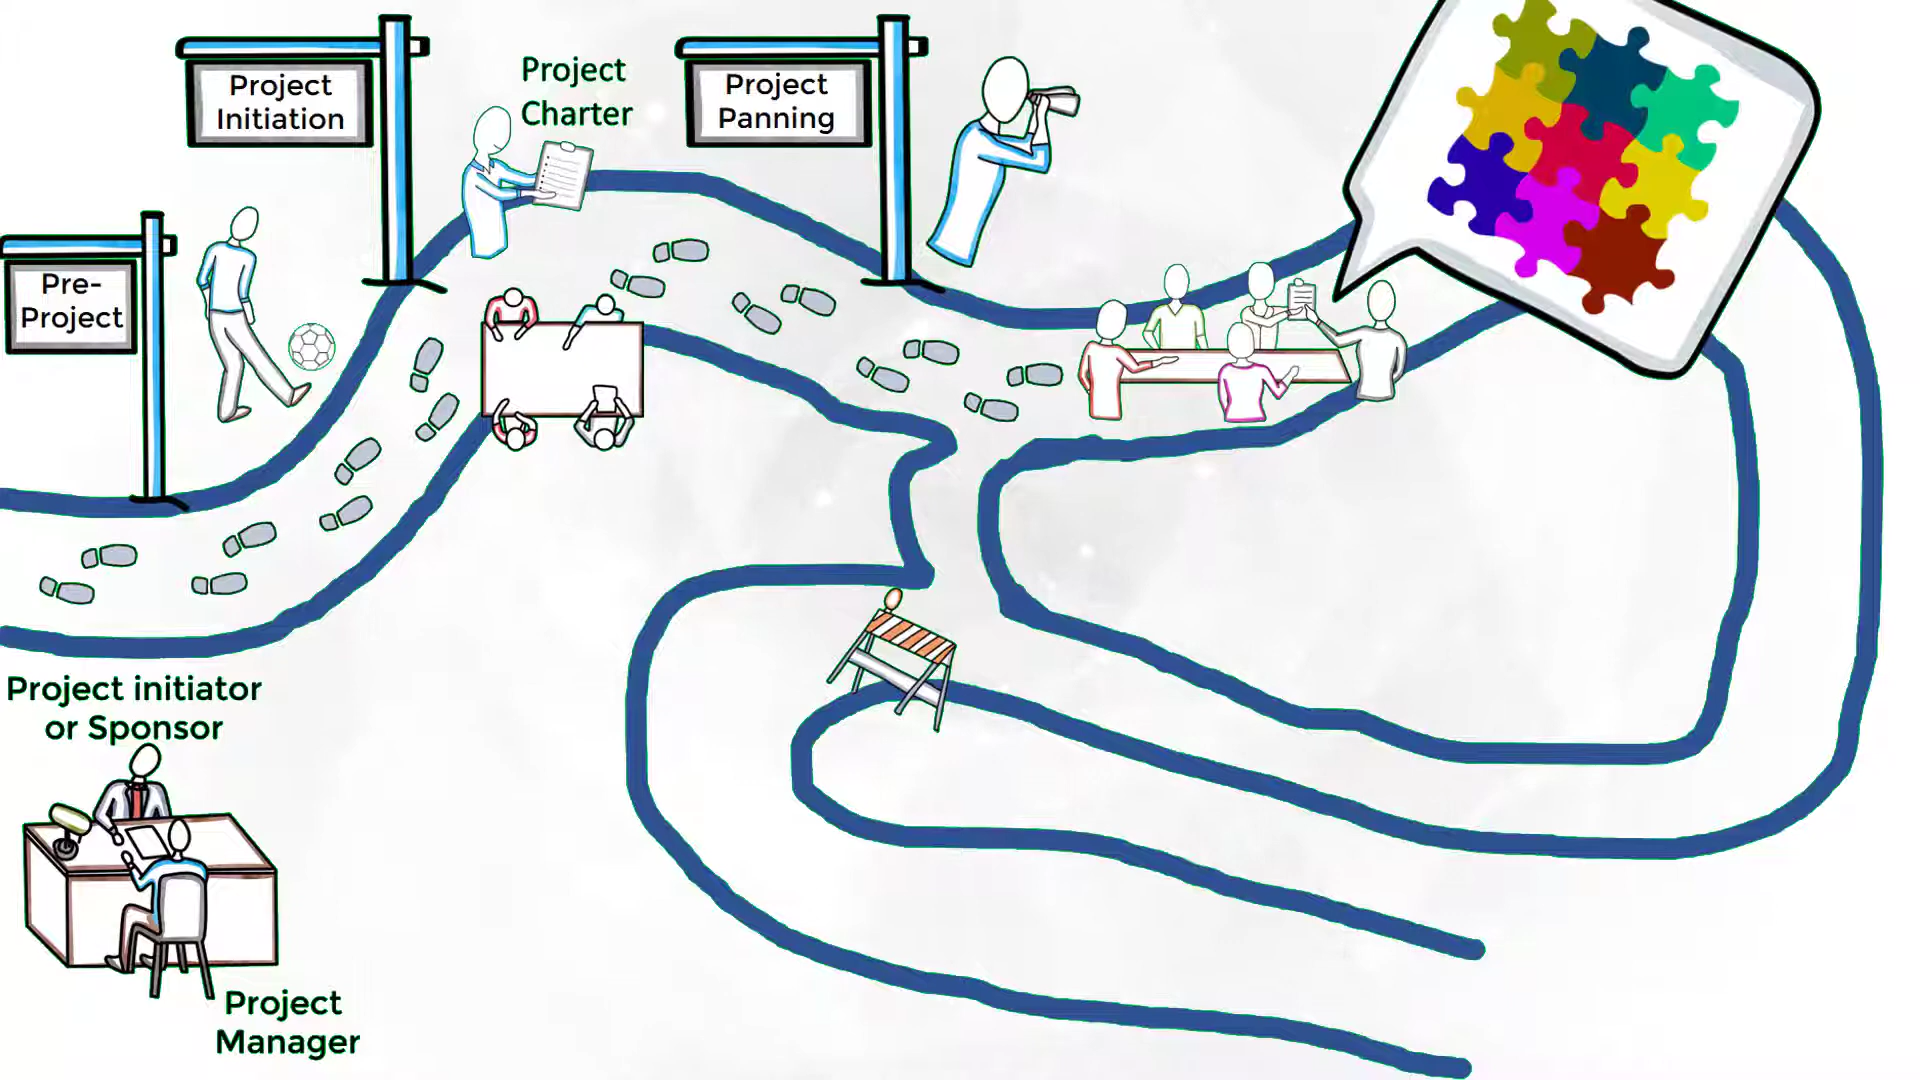 Project
Initiation
Project
Charter
Project
Panning
Pre-
Project
Project initiator
or Sponsor
Project
Manager